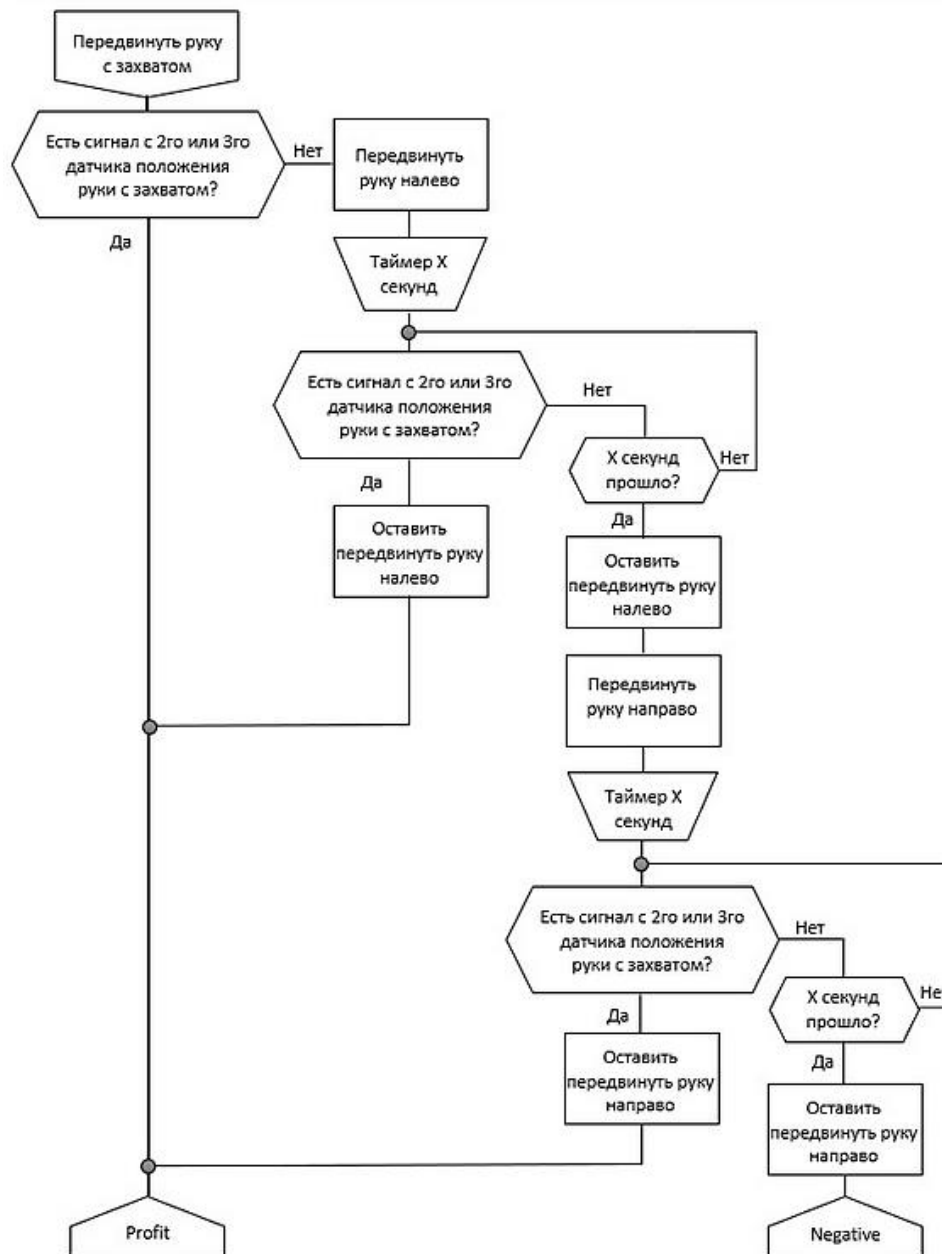 Передвинуть руку
с захватом
Есть сигнал с 2го или 3го
датчика положения
руки с захватом?
Нет
Передвинуть
руку налево
Да
Таймер X
секунд
Есть сигнал с 2го или 3го
датчика положения
руки с захватом?
Нет
X секунд
прошло?
Нет
Да
Оставить
передвинуть руку
налево
Да
Оставить
передвинуть руку
налево
Передвинуть
руку направо
Таймер X
секунд
Есть сигнал с 2го или 3го
датчика положения
руки с захватом?
Нет
X секунд
прошло?
Не
Да
Оставить
передвинуть руку
направо
Да
Оставить
передвинуть руку
направо
Profit
Negative